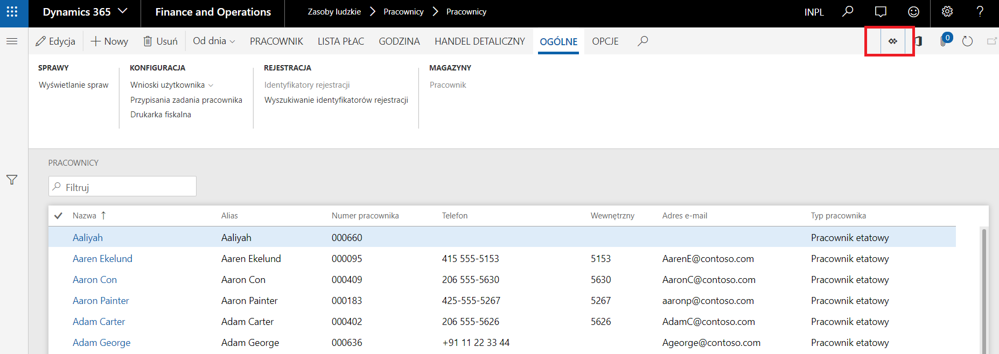 Dynamics 365 Finance and Operations Zasoby ludzkie Pracownicy Pracownicy INPL ?
Edycja Nowy Usuń Od dnia PRACOWNIK LISTA PŁAC GODZINA HANDEL DETALICZNY OGÓLNE OPCJE 0
SPRAWY KONFIGURACJA REJESTRACJA MAGAZYNY
Wyświetlanie spraw Wnioski użytkownika Identyfikatory rejestracji Pracownik
Przypisania zadania pracownika Wyszukiwanie identyfikatorów rejestracji
Drukarka fiskalna
PRACOWNICY
Filtruj
Nazwa Alias Numer pracownika Telefon Wewnętrzny Adres e-mail Typ pracownika
Aaliyah Aaliyah 000660 Pracownik etatowy
Aaren Ekelund Aaren Ekelund 000095 415 555-5153 5153 AarenE@contoso.com Pracownik etatowy
Aaron Con Aaron Con 000409 206 555-5630 5630 AaronC@contoso.com Pracownik etatowy
Aaron Painter Aaron Painter 000183 425-555-5267 5267 aaronp@contoso.com Pracownik etatowy
Adam Carter Adam Carter 000402 206 555-5626 5626 AdamC@contoso.com Pracownik etatowy
Adam George Adam George 000636 +91 11 22 33 44 Ageorge@contoso.com Pracownik etatowy